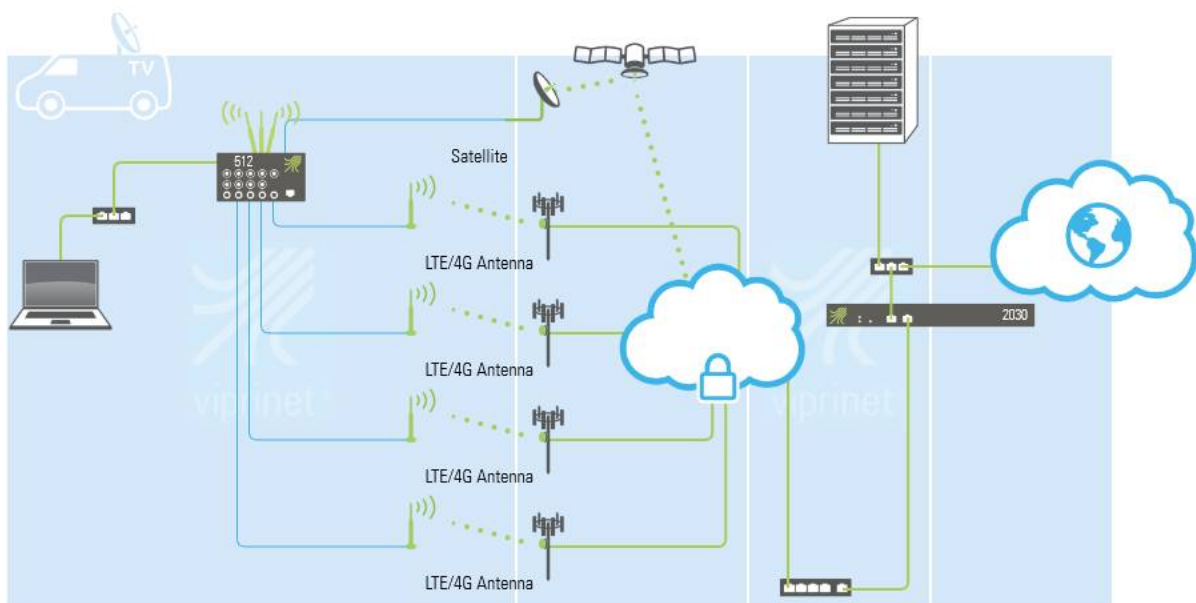 TV
512
Satellite
LTE/4G Antenna
LTE/4G Antenna
LTE/4G Antenna
LTE/4G Antenna
2030
viprinet
viprinet